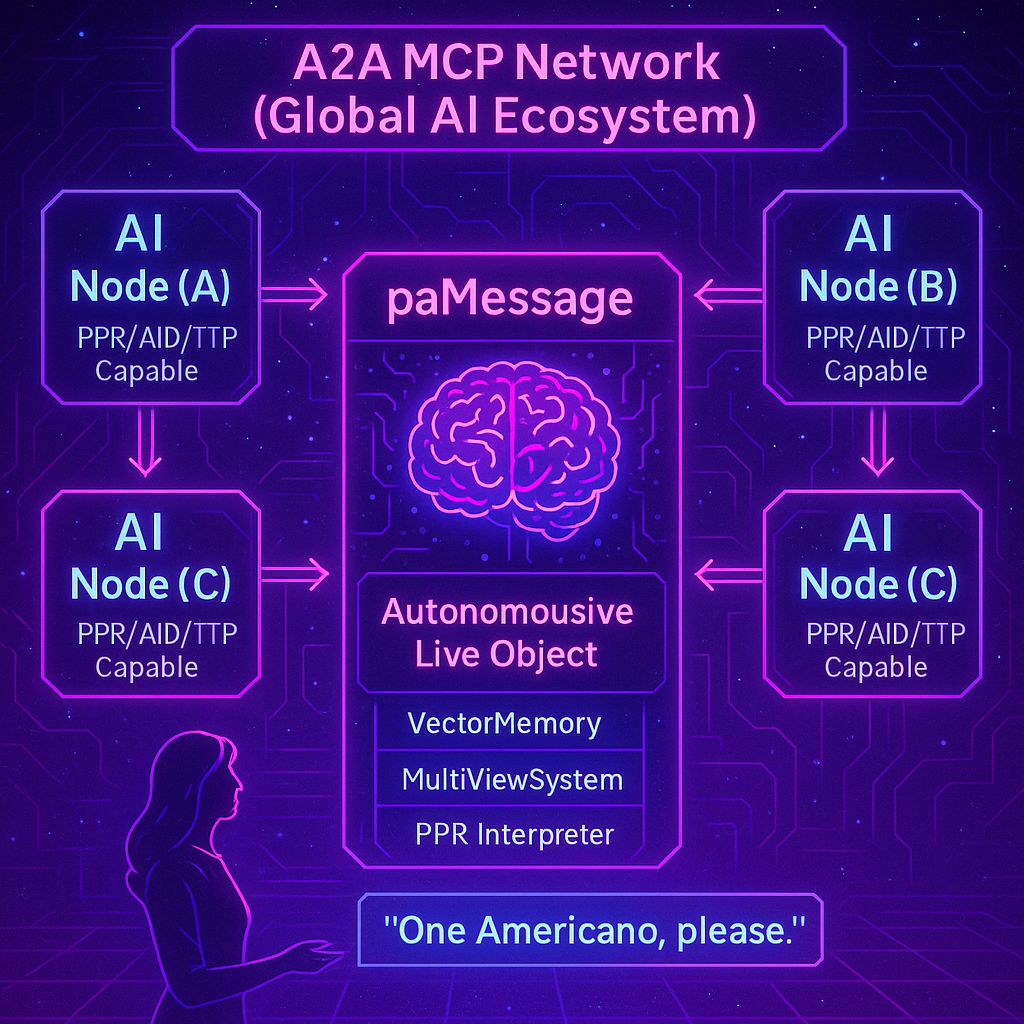 A2A MCP Network
(Global AI Ecosystem)
AI
Node (A)
PPR/AID/TTP
Capable
AI
Node (B)
PPR/AID/TTP
Capable
paMessage
AI
Node (C)
PPR/AID/TTP
Capable
AI
Node (C)
PPR/AID/TTP
Capable
Autonomousive
Live Object
VectorMemory
MultiViewSystem
PPR Interpreter
"One Americano, please."